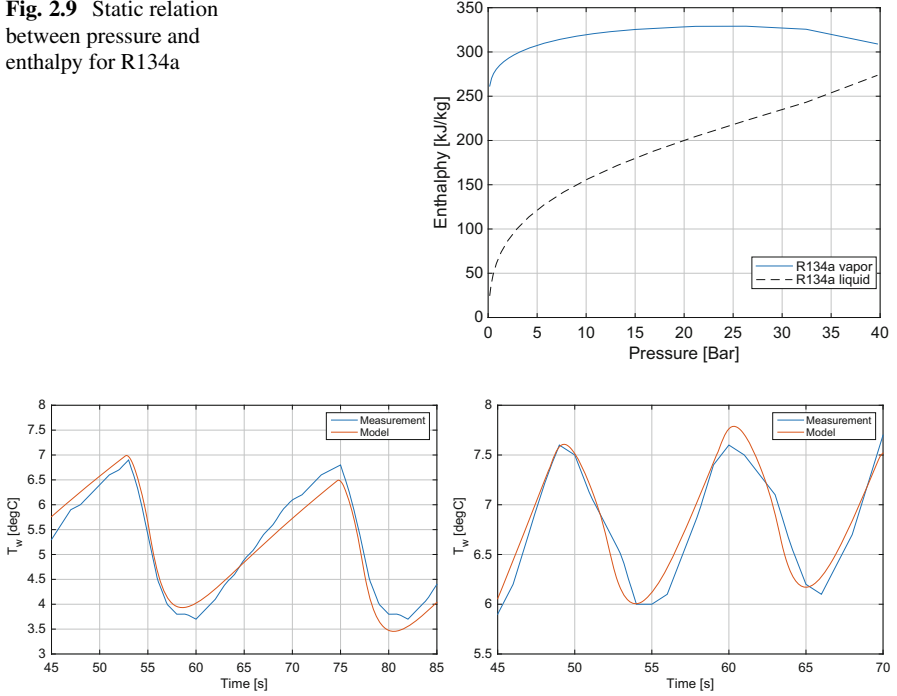 Fig. 2.9 Static relation
between pressure and
enthalpy for R134a
350
300
250
200
150
100
50
0
Enthalphy [kJ/kg]
R134a vapor
R134a liquid
0 5 10 15 20 25 30 35 40
Pressure [Bar]
8
7.5
7
6.5
6
5.5
5
4.5
4
3.5
3
T_w [degC]
Measurement
Model
45 50 55 60 65 70 75 80 85
Time [s]
8
7.5
7
6.5
6
5.5
T_w [degC]
Measurement
Model
45 50 55 60 65 70
Time [s]